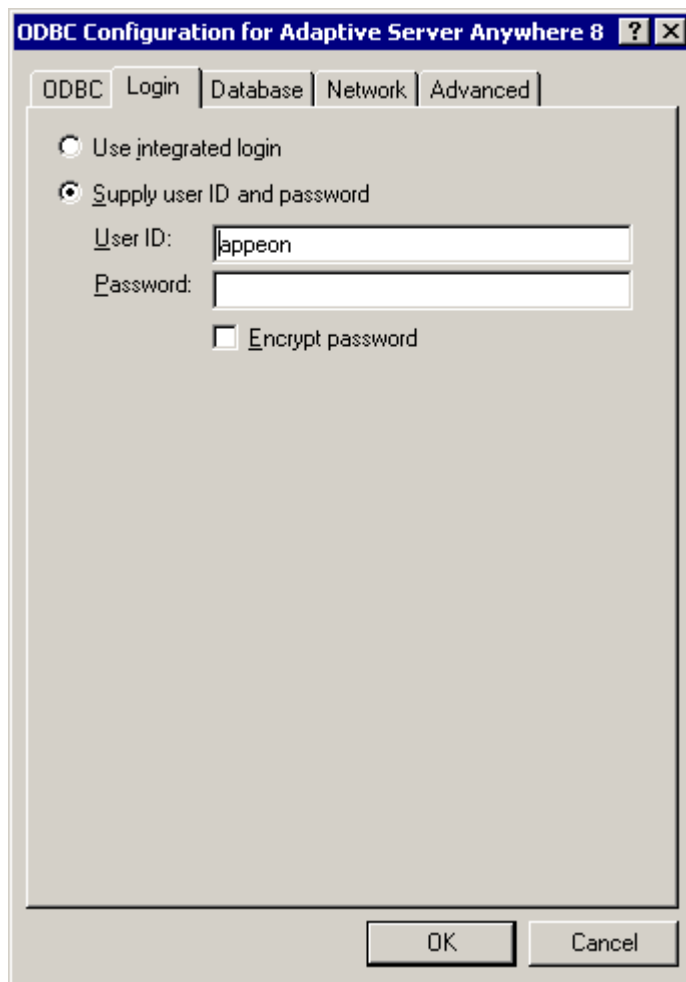 ODBC Configuration for Adaptive Server Anywhere 8
ODBC Login Database Network Advanced
Use integrated login
Supply user ID and password
User ID: appeon
Password:
Encrypt password
OK Cancel